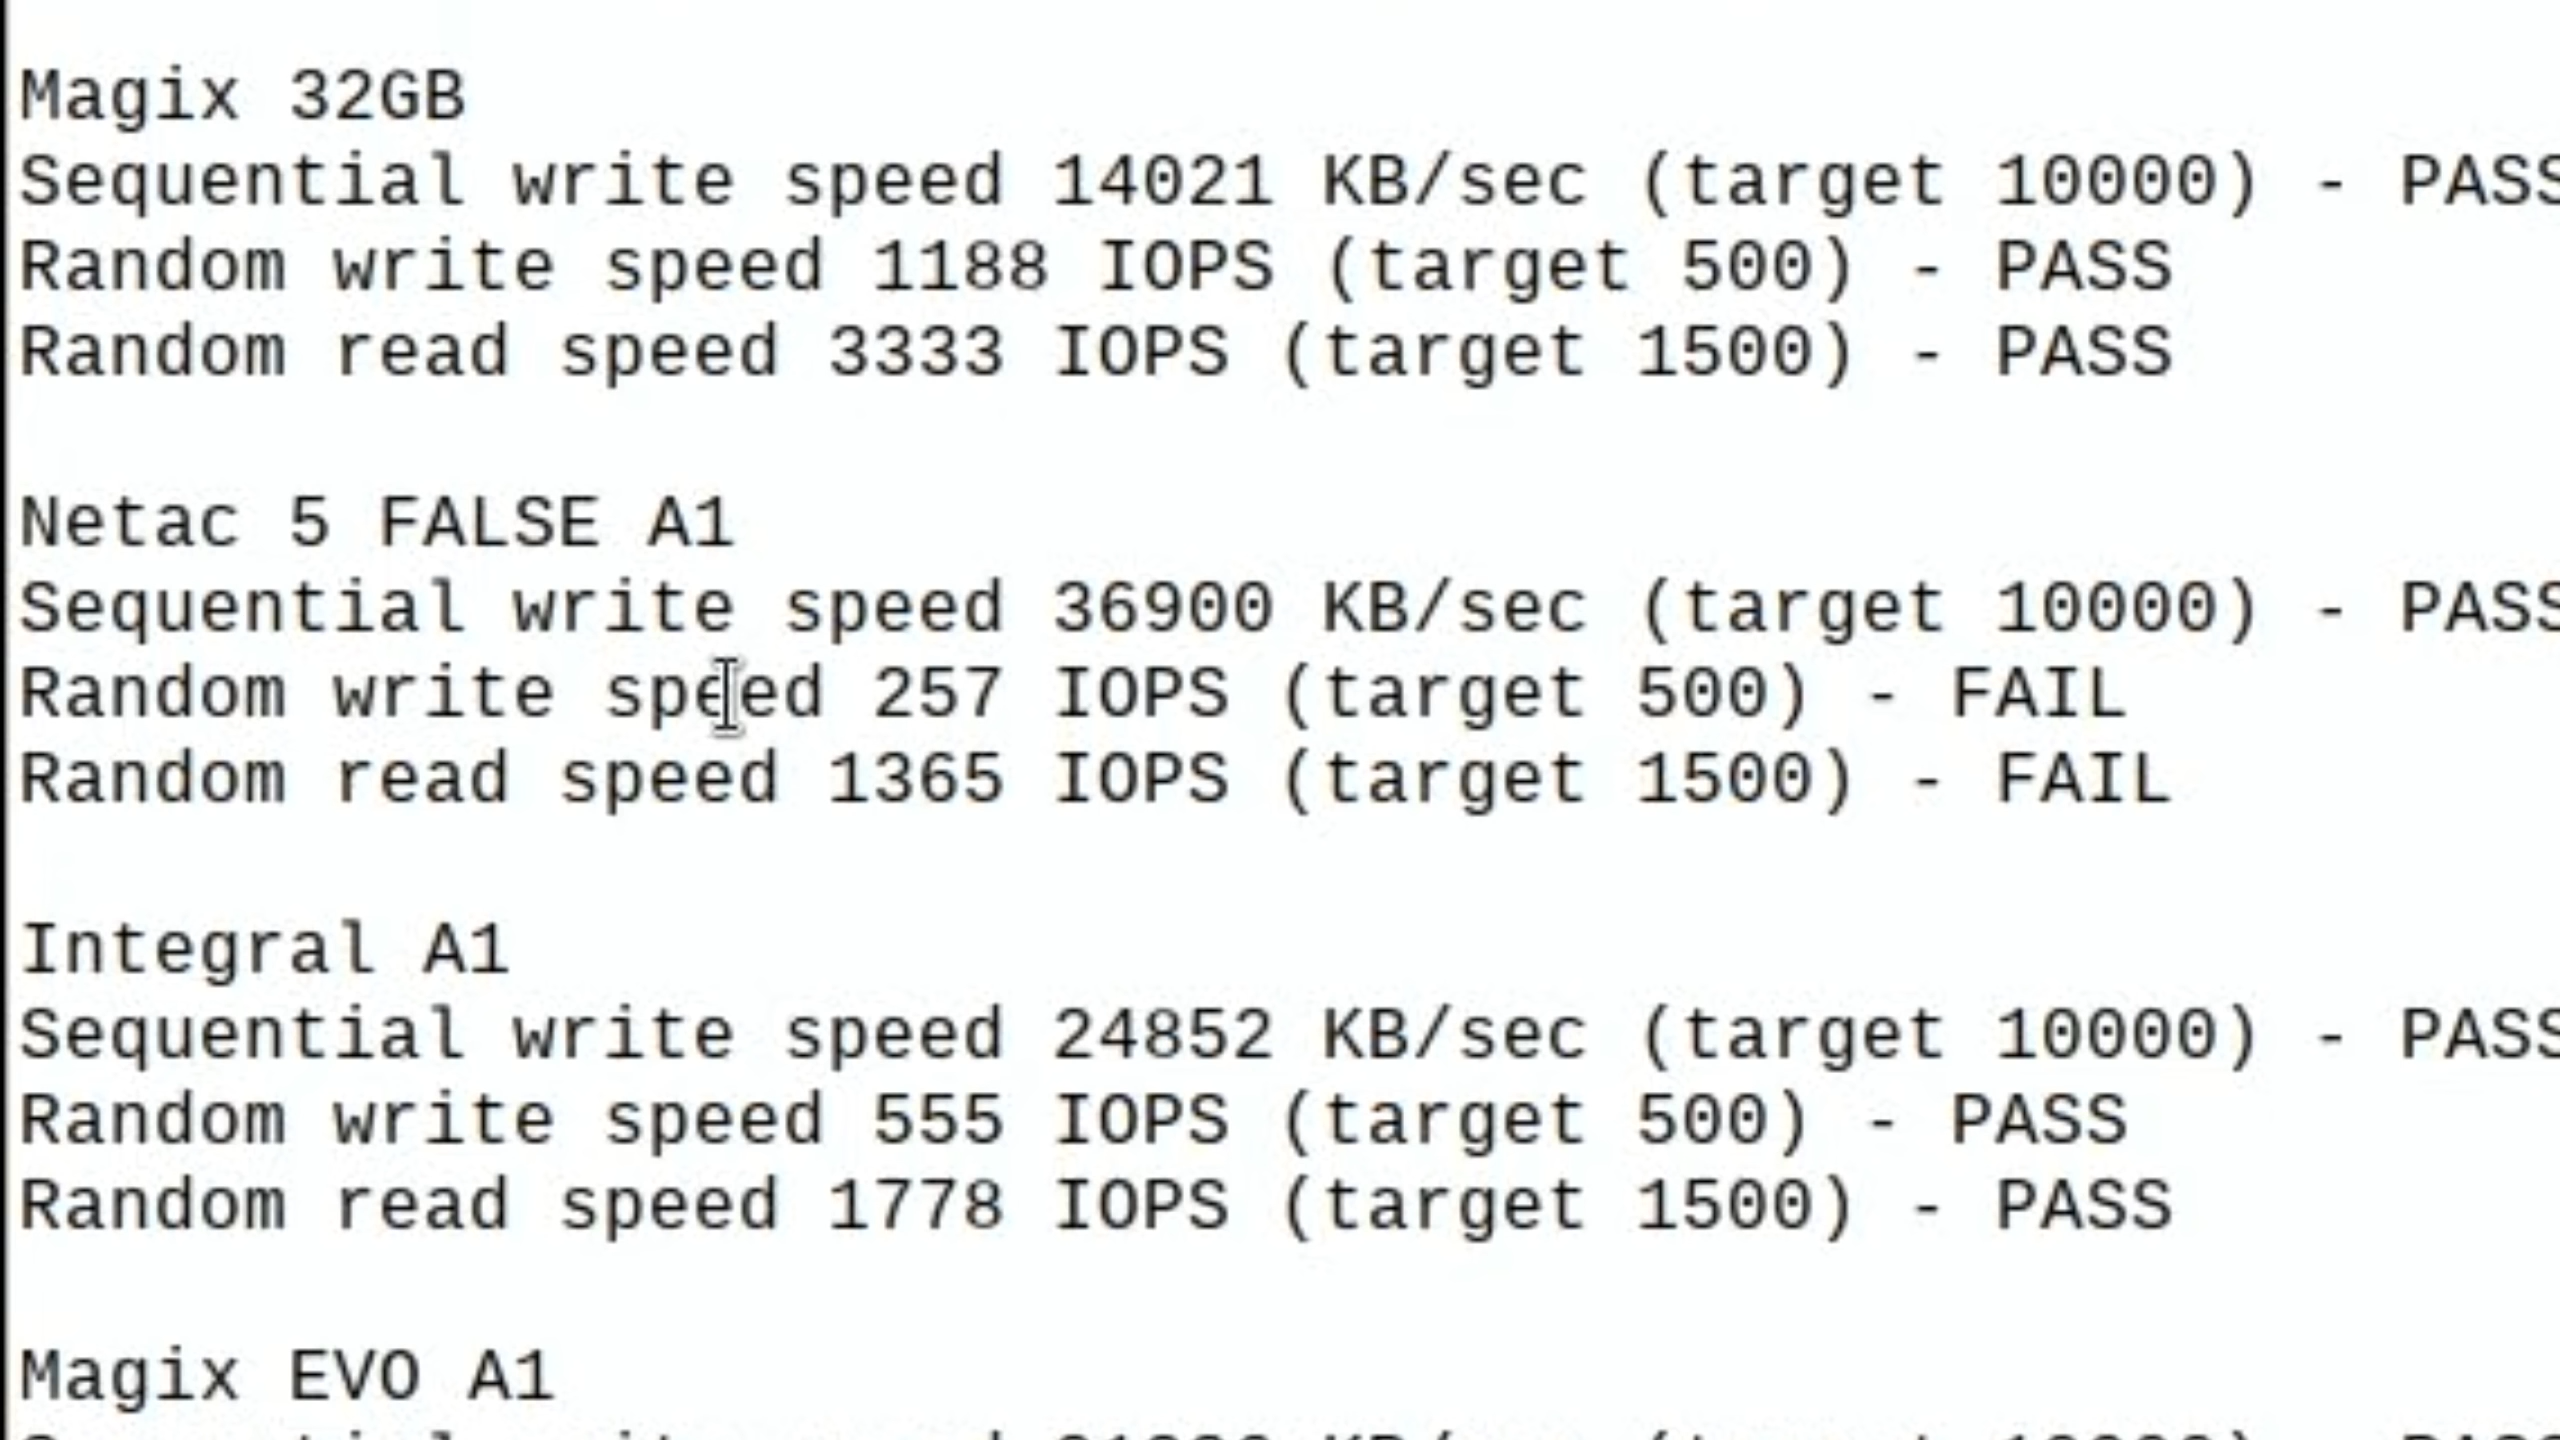 Magix 32GB
Sequential write speed 14021 KB/sec (target 10000) - PASS
Random write speed 1188 IOPS (target 500) - PASS
Random read speed 3333 IOPS (target 1500) - PASS
Netac 5 FALSE A1
Sequential write speed 36900 KB/sec (target 10000) - PASS
Random write speed 257 IOPS (target 500) - FAIL
Random read speed 1365 IOPS (target 1500) - FAIL
Integral A1
Sequential write speed 24852 KB/sec (target 10000) - PASS
Random write speed 555 IOPS (target 500) - PASS
Random read speed 1778 IOPS (target 1500) - PASS
Magix EVO A1